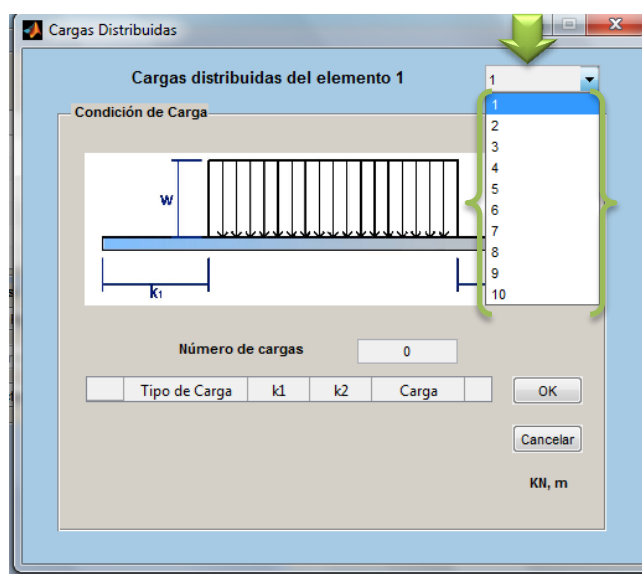 Cargas Distribuidas
Cargas distribuidas del elemento 1
1
Condición de Carga
1
2
3
4
5
6
7
8
9
10
W
k1
Número de cargas 0
Tipo de Carga k1 k2 Carga
OK
Cancelar
KN, m